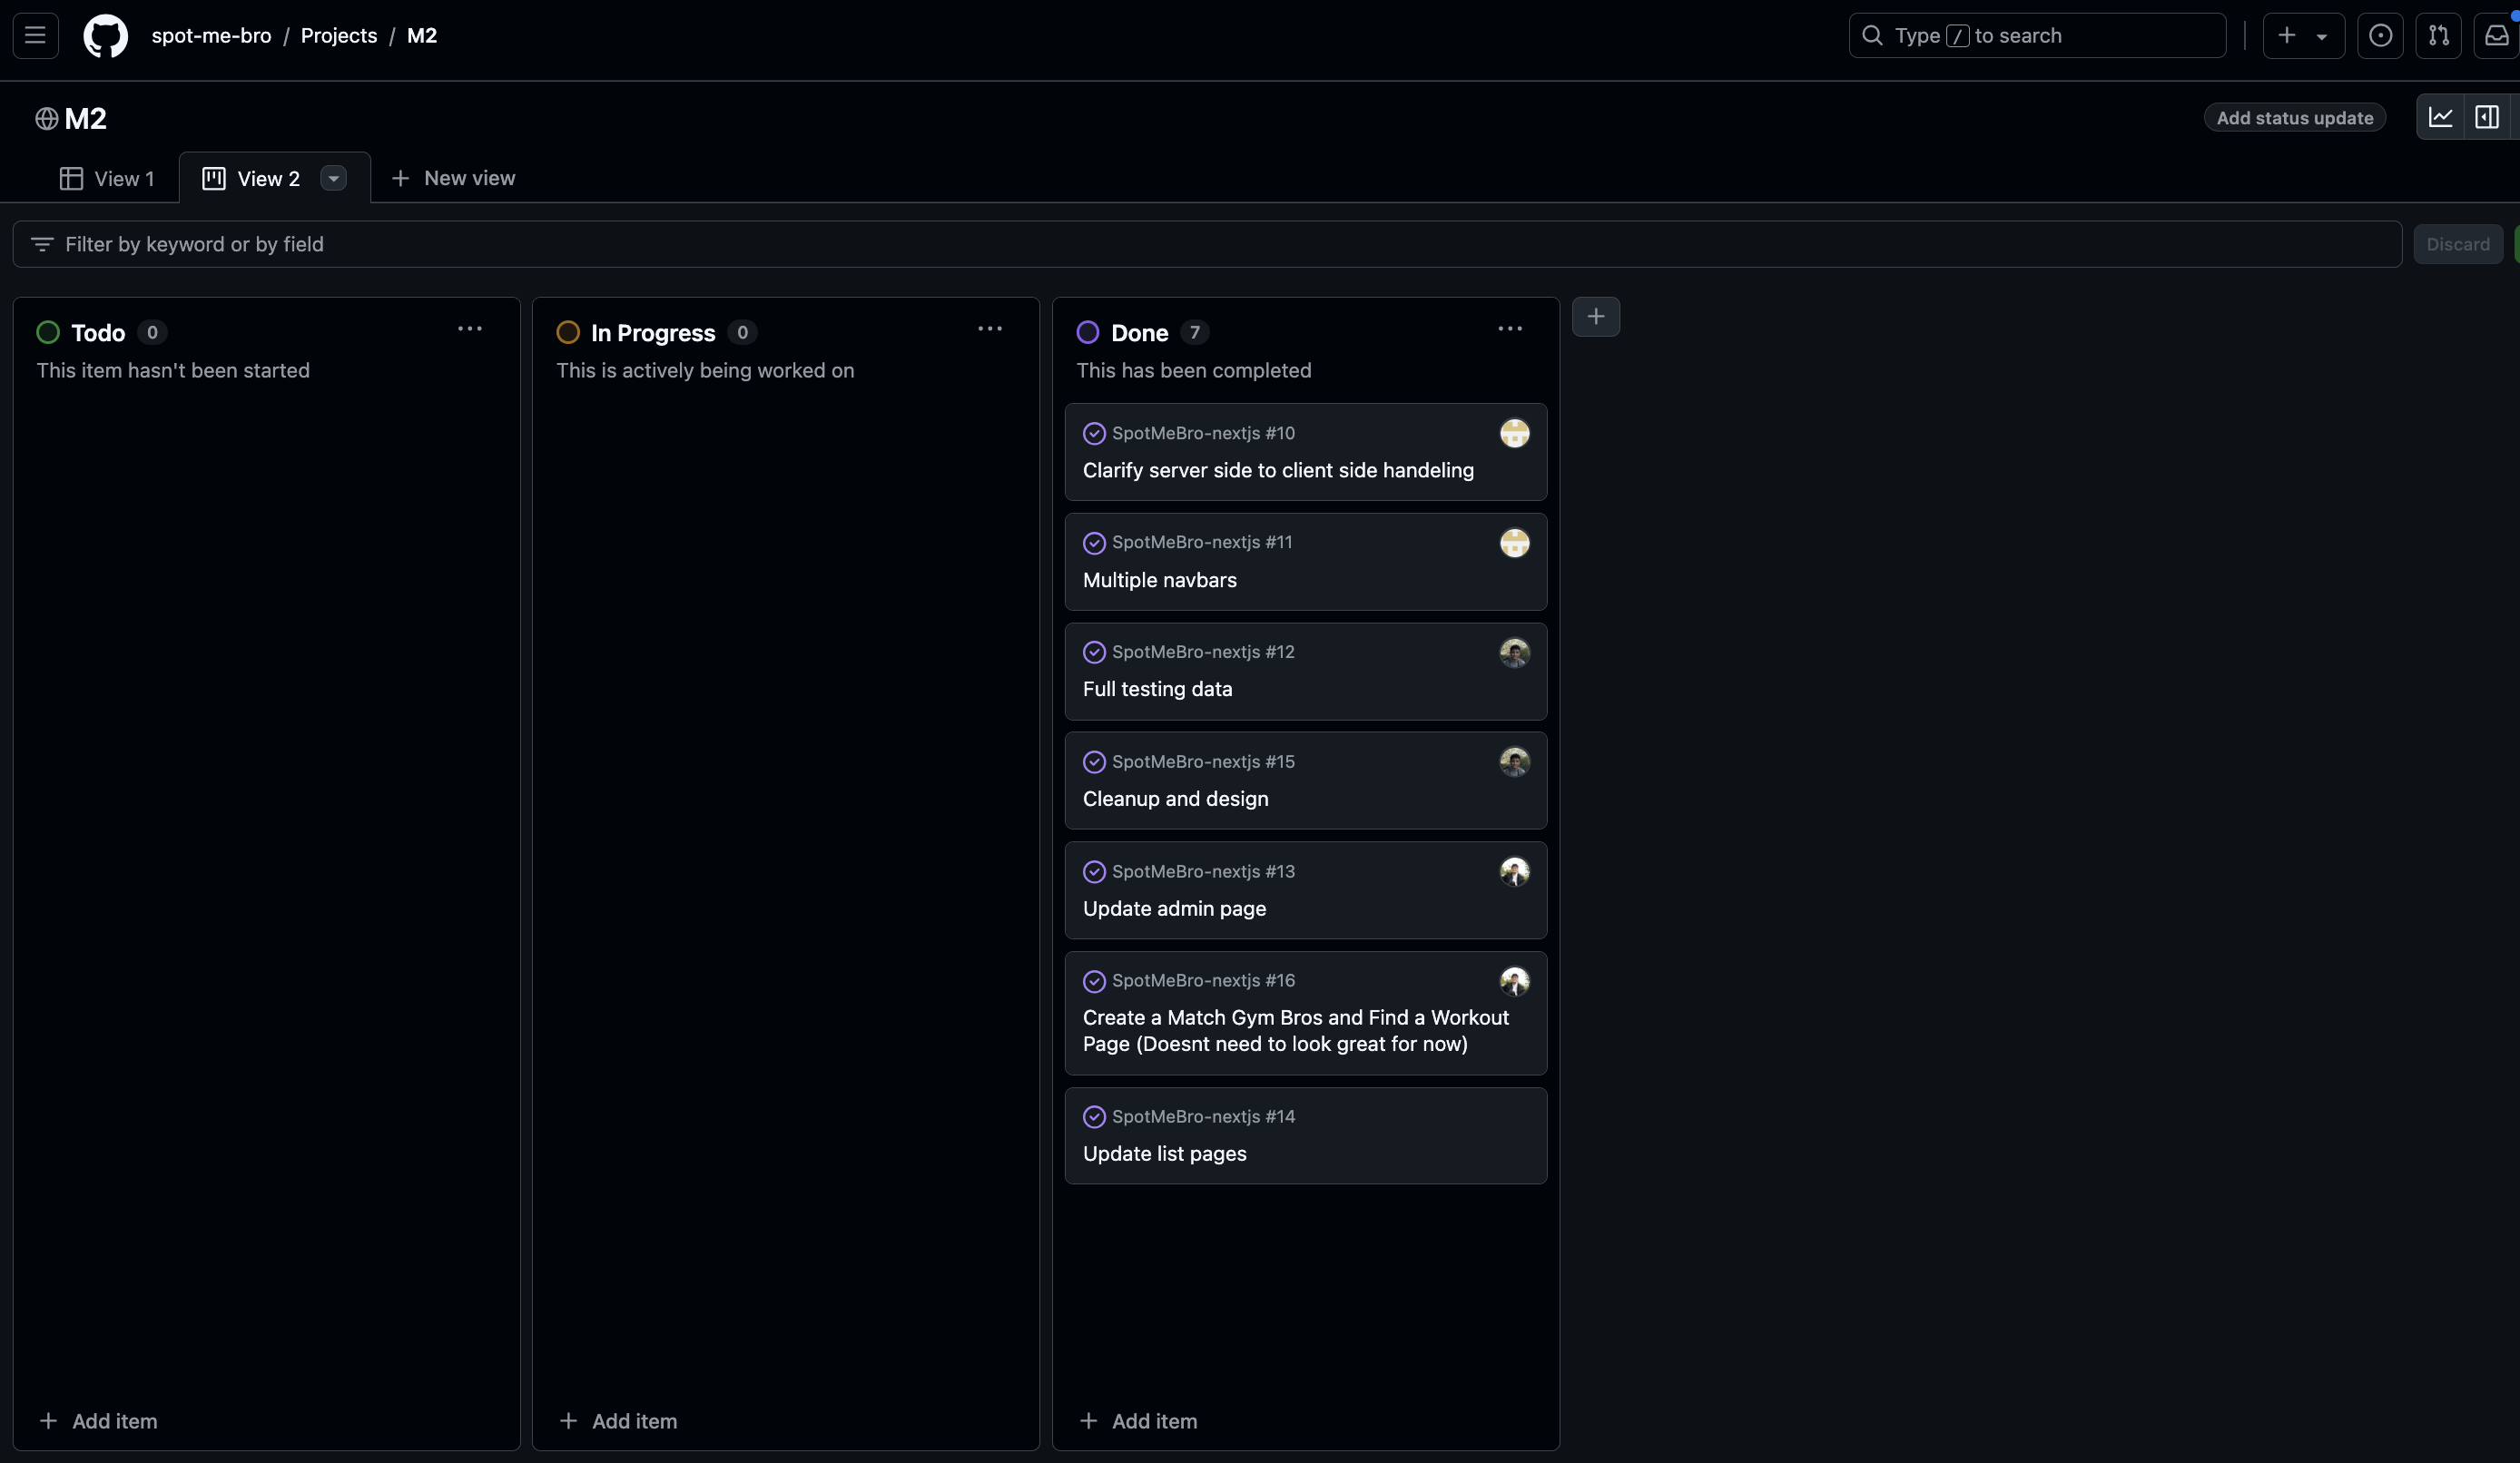 spot-me-bro / Projects / M2
Type / to search
M2
Add status update
View 1
View 2
New view
Filter by keyword or by field
Discard
Todo 0
This item hasn't been started
Add item
In Progress 0
This is actively being worked on
Add item
Done 7
This has been completed
SpotMeBro-nextjs #10
Clarify server side to client side handeling
SpotMeBro-nextjs #11
Multiple navbars
SpotMeBro-nextjs #12
Full testing data
SpotMeBro-nextjs #15
Cleanup and design
SpotMeBro-nextjs #13
Update admin page
SpotMeBro-nextjs #16
Create a Match Gym Bros and Find a Workout
Page (Doesnt need to look great for now)
SpotMeBro-nextjs #14
Update list pages
Add item